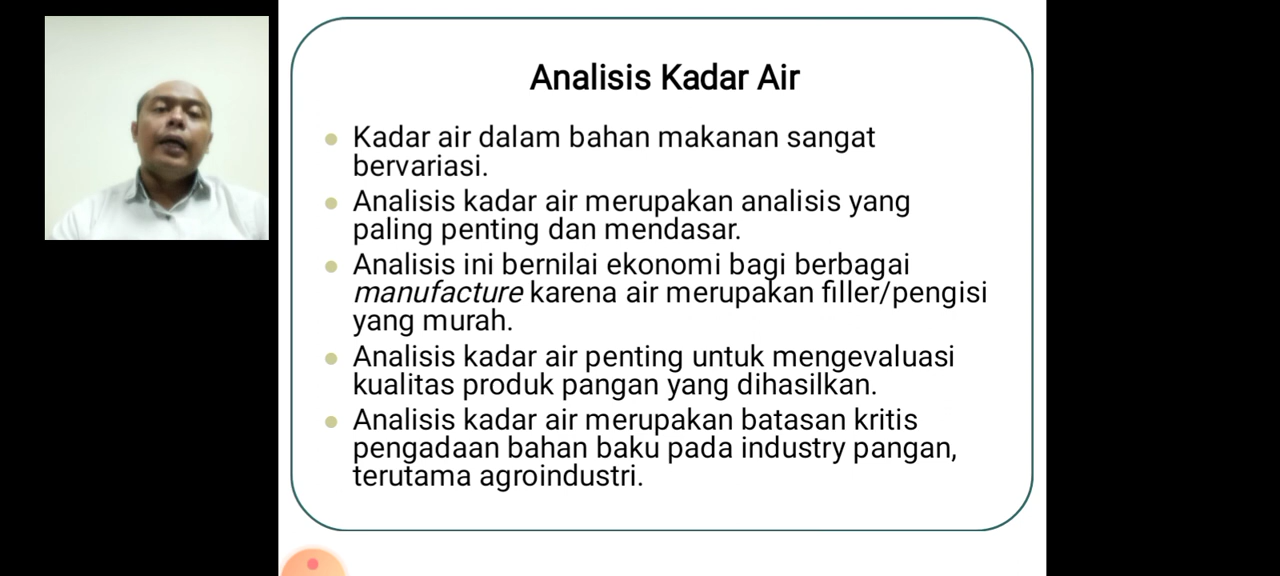 Analisis Kadar Air
Kadar air dalam bahan makanan sangat
bervariasi.
Analisis kadar air merupakan analisis yang
paling penting dan mendasar.
Analisis ini bernilai ekonomi bagi berbagai
manufacture karena air merupakan filler/pengisi
yang murah.
Analisis kadar air penting untuk mengevaluasi
kualitas produk pangan yang dihasilkan.
Analisis kadar air merupakan batasan kritis
pengadaan bahan baku pada industry pangan,
terutama agroindustri.